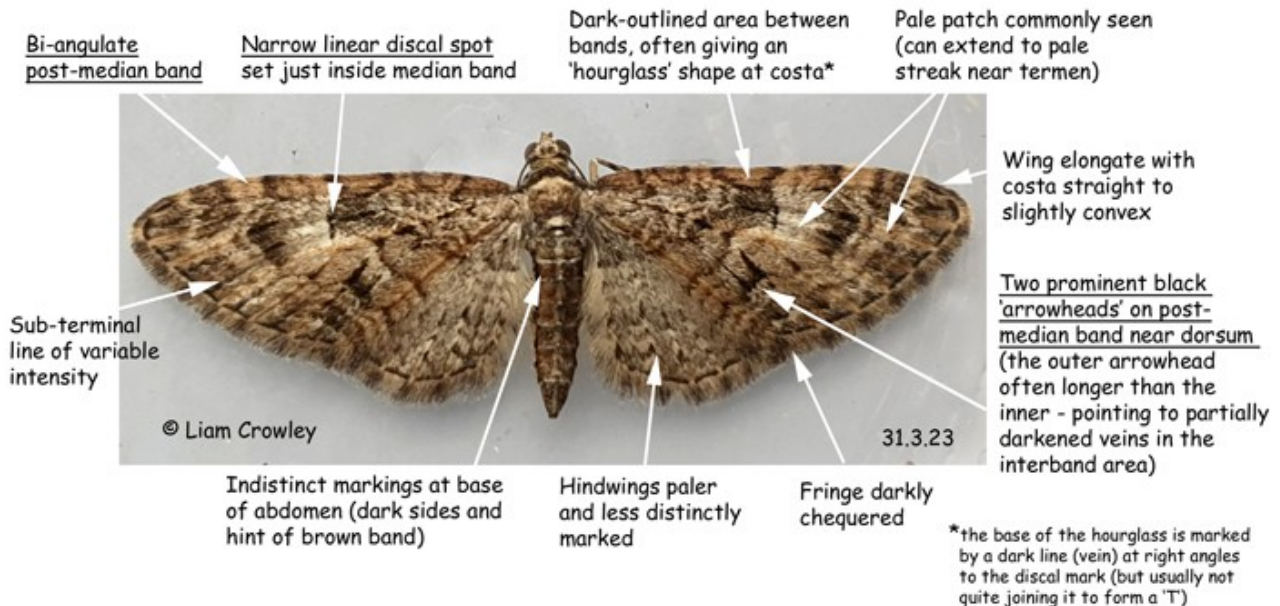 Bi-angulate
post-median band
Narrow linear discal spot
set just inside median band
Dark-outlined area between
bands, often giving an
'hourglass' shape at costa*
Pale patch commonly seen
(can extend to pale
streak near termen)
Wing elongate with
costa straight to
slightly convex
Sub-terminal
line of variable
intensity
Two prominent black
'arrowheads' on post-
median band near dorsum
(the outer arrowhead
often longer than the
inner - pointing to partially
darkened veins in the
interband area)
© Liam Crowley
31.3.23
Indistinct markings at base
of abdomen (dark sides and
hint of brown band)
Hindwings paler
and less distinctly
marked
Fringe darkly
chequered
*the base of the hourglass is marked
by a dark line (vein) at right angles
to the discal mark (but usually not
quite joining it to form a 'T')